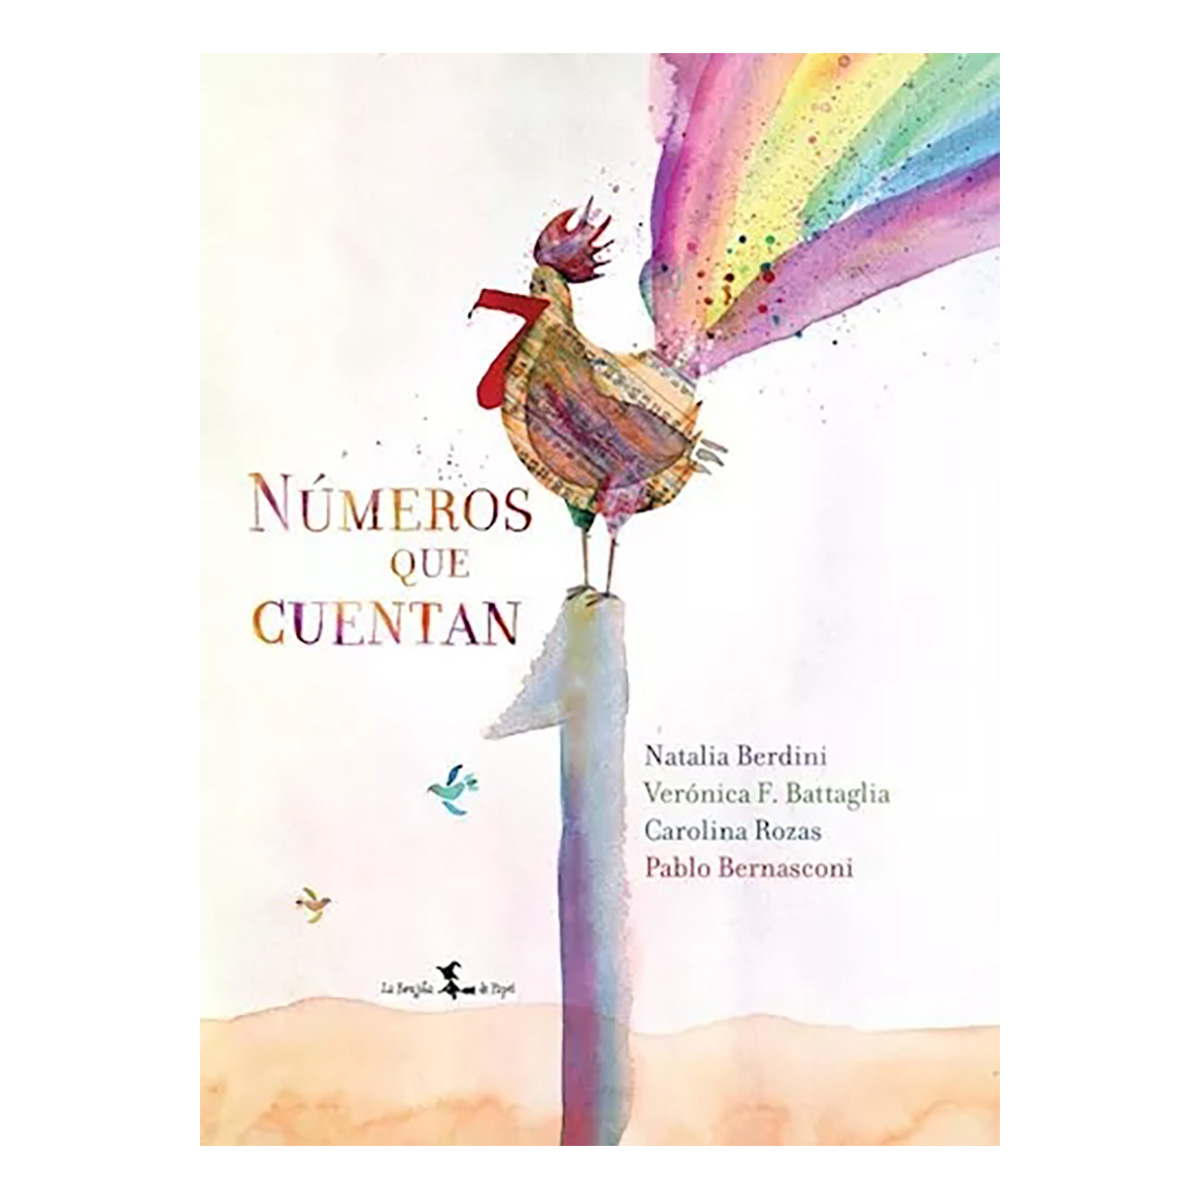 NÚMEROS
QUE
CUENTAN
Natalia Berdini
Verónica F. Battaglia
Carolina Rozas
Pablo Bernasconi
La Brujita de Papel